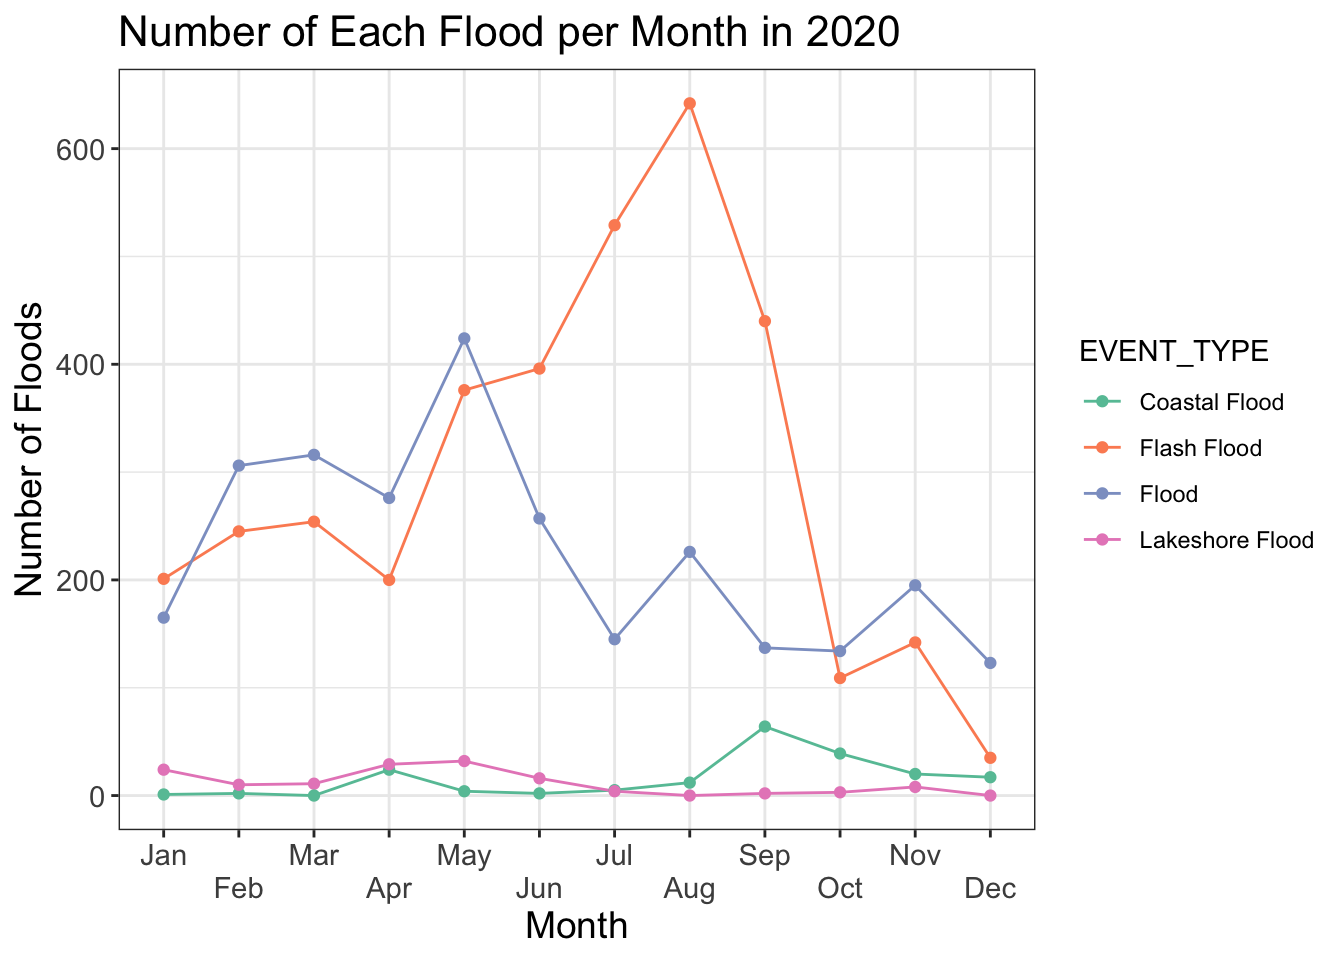 Number of Each Flood per Month in 2020
Number of Floods
600
400
200
0
Jan
Mar
May
Jul
Sep
Nov
Feb
Apr
Jun
Aug
Oct
Dec
Month
EVENT_TYPE
Coastal Flood
Flash Flood
Flood
Lakeshore Flood